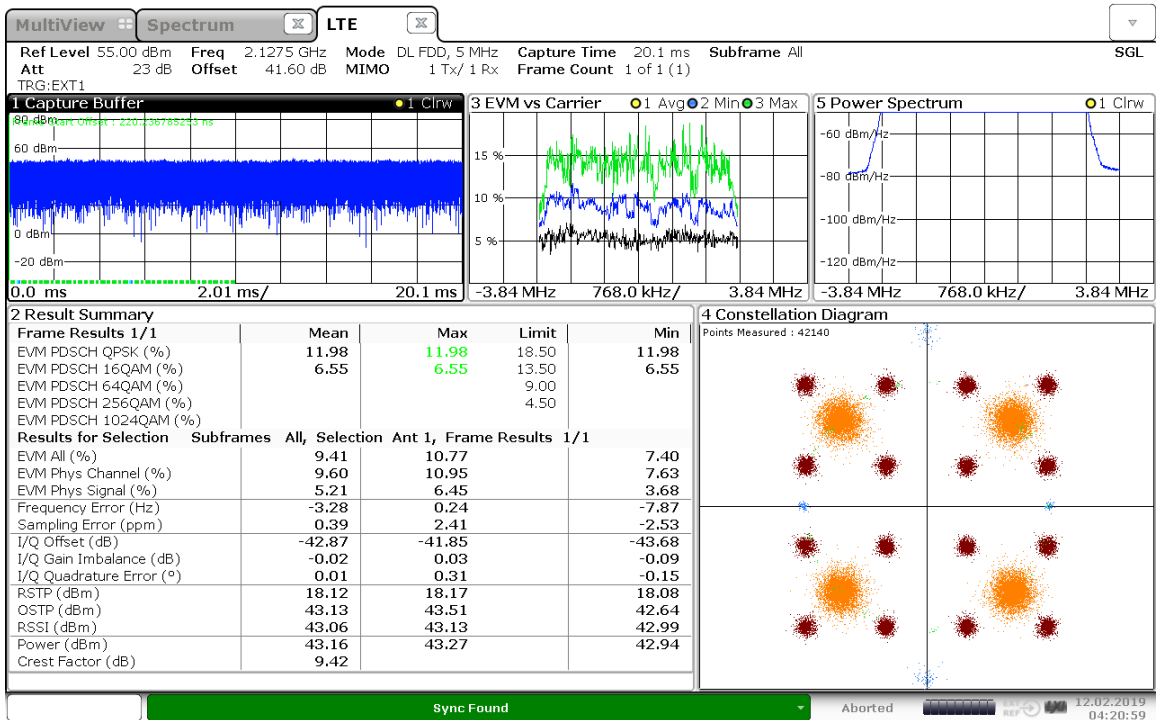 MultiView Spectrum LTE
Ref Level 55.00 dBm Freq 2.1275 GHz Mode DL FDD, 5 MHz Capture Time 20.1 ms Subframe All SGL
Att 23 dB Offset 41.60 dB MIMO 1 Tx/ 1 Rx Frame Count 1 of 1 (1)
TRG:EXT1
1 Capture Buffer 1 Clrw
80 dBm
Frame Start Offset : 220.236785253 ns
60 dBm
0 dBm
-20 dBm
0.0 ms 2.01 ms/ 20.1 ms
3 EVM vs Carrier 1 Avg 2 Min 3 Max
15 %
10 %
5 %
-3.84 MHz 768.0 kHz/ 3.84 MHz
5 Power Spectrum 1 Clrw
-60 dBm/Hz
-80 dBm/Hz
-100 dBm/Hz
-120 dBm/Hz
-3.84 MHz 768.0 kHz/ 3.84 MHz
2 Result Summary
Frame Results 1/1 Mean Max Limit Min
EVM PDSCH QPSK (%) 11.98 11.98 18.50 11.98
EVM PDSCH 16QAM (%) 6.55 6.55 13.50 6.55
EVM PDSCH 64QAM (%) 9.00
EVM PDSCH 256QAM (%) 4.50
EVM PDSCH 1024QAM (%)
Results for Selection Subframes All, Selection Ant 1, Frame Results 1/1
EVM All (%) 9.41 10.77 7.40
EVM Phys Channel (%) 9.60 10.95 7.63
EVM Phys Signal (%) 5.21 6.45 3.68
Frequency Error (Hz) -3.28 0.24 -7.87
Sampling Error (ppm) 0.39 2.41 -2.53
I/Q Offset (dB) -42.87 -41.85 -43.68
I/Q Gain Imbalance (dB) -0.02 0.03 -0.09
I/Q Quadrature Error (°) 0.01 0.31 -0.15
RSTP (dBm) 18.12 18.17 18.08
OSTP (dBm) 43.13 43.51 42.64
RSSI (dBm) 43.06 43.13 42.99
Power (dBm) 43.16 43.27 42.94
Crest Factor (dB) 9.42
4 Constellation Diagram
Points Measured : 42140
Sync Found Aborted EXT REF 12.02.2019
04:20:59